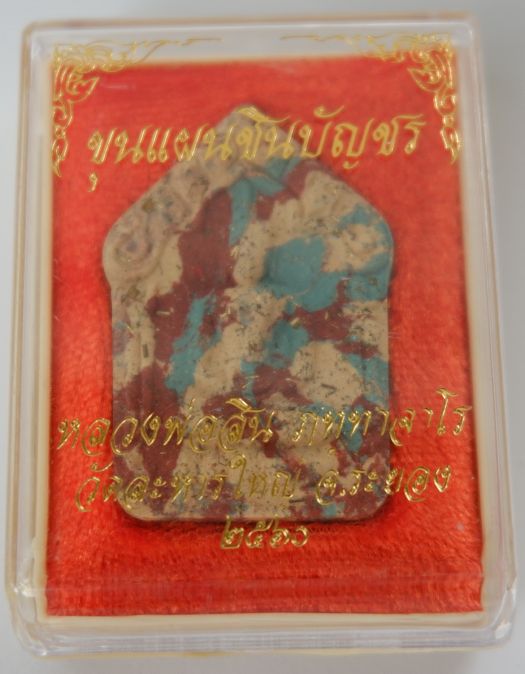 ขุนแผนชินบัญชร
หลวงพ่อสิน ภทฺทาจาโร
วัดละหารใหญ่ จ.ระยอง
๒๕๖๐